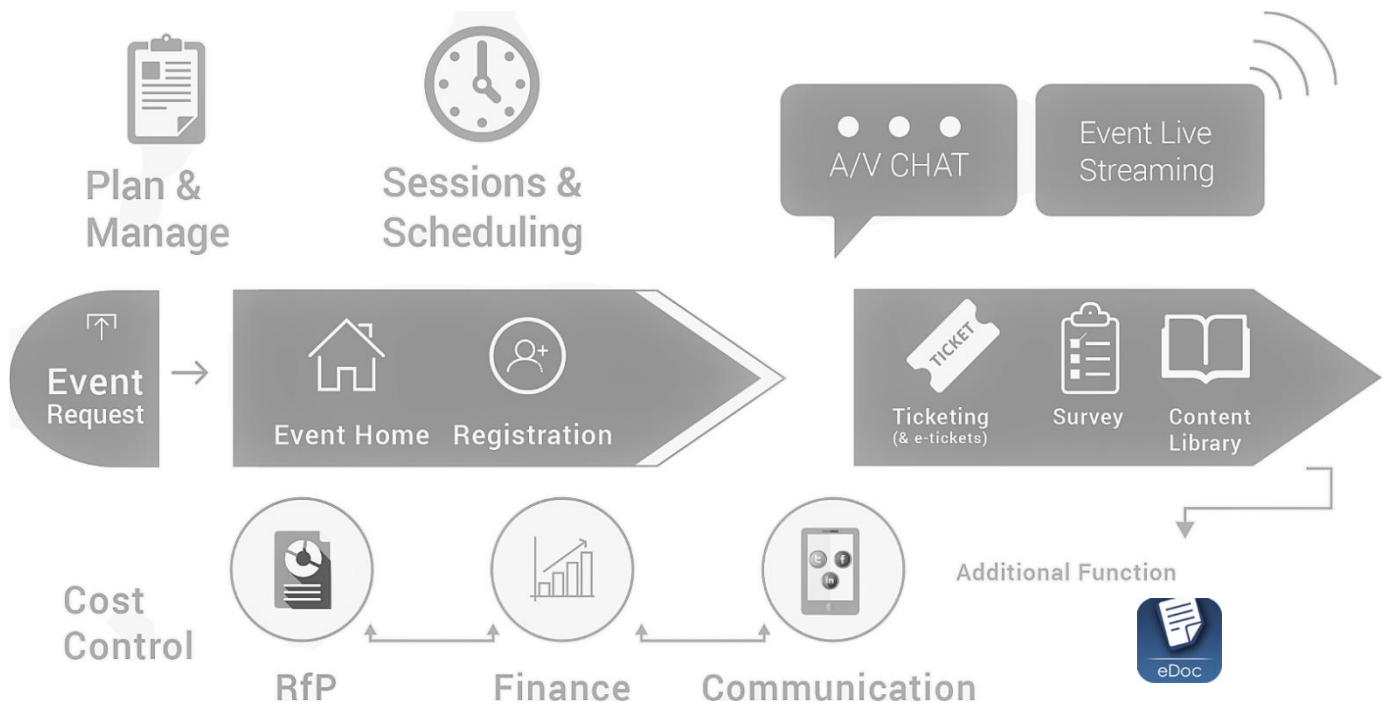 Plan &
Manage
Sessions &
Scheduling
A/V CHAT
Event Live
Streaming
Event
Request
Event Home
Registration
TICKET
Ticketing
(& e-tickets)
Survey
Content
Library
Cost
Control
RfP
Finance
t
f
in
Communication
Additional Function
eDoc